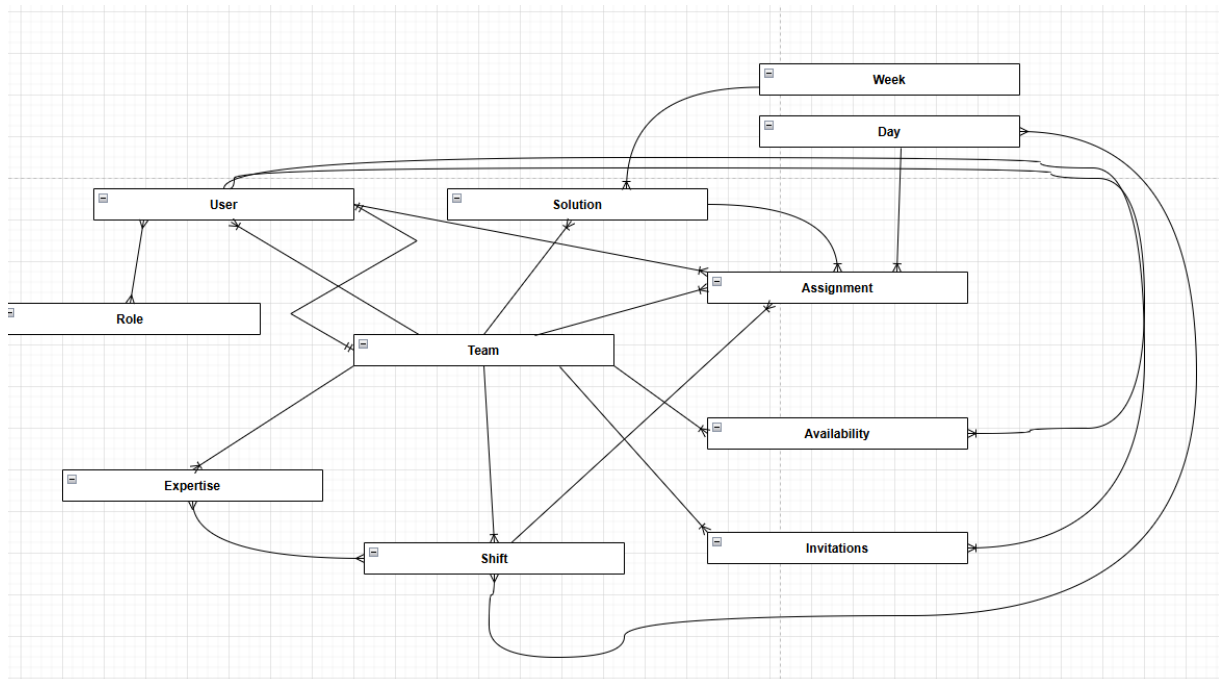 Week
Day
User
Solution
Assignment
Role
Team
Availability
Expertise
Invitations
Shift